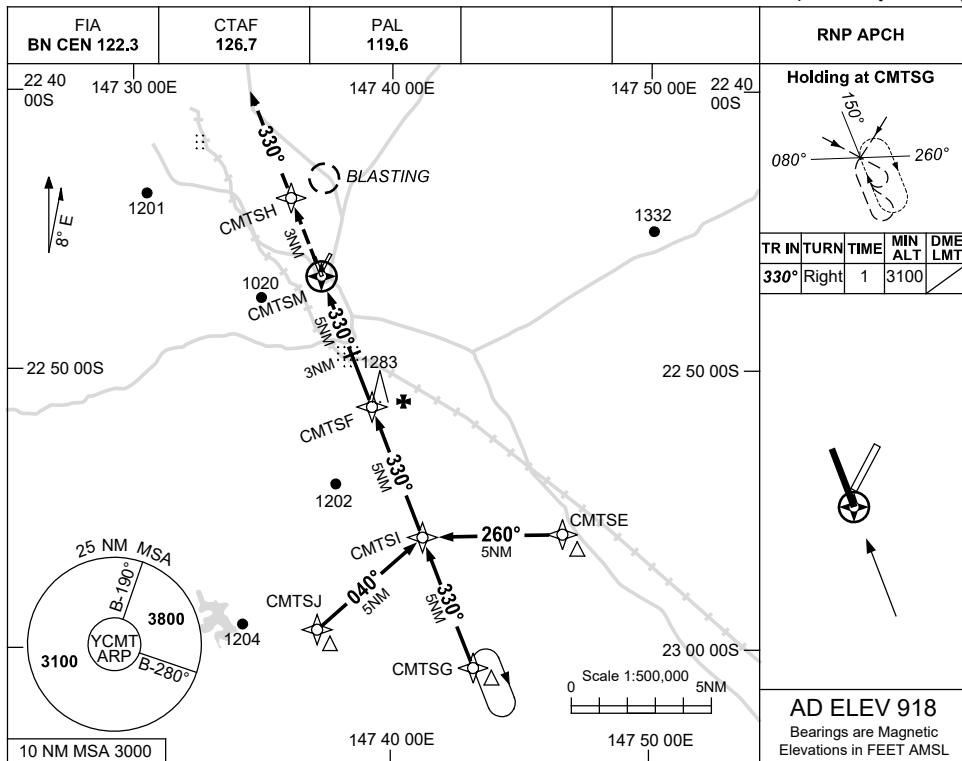 FIA
BN CEN 122.3
CTAF
126.7
PAL
119.6
RNP APCH
22 40
00S
147 30 00E
147 40 00E
147 50 00E
22 40
00S
Holding at CMTSG
150°
080°
260°
TR IN TURN TIME MIN ALT DME LMT
330° Right 1 3100
330°
BLASTING
8° E
1201
CMTSH
1332
3NM
1020
CMTSM
330°
5NM
22 50 00S
3NM
1283
22 50 00S
CMTSF
330°
5NM
1202
CMTSI
260°
5NM
CMTSE
25 NM MSA
B-190°
3800
YCMT
ARP
3100
B-280°
040°
5NM
CMTSJ
1204
330°
5NM
CMTSG
23 00 00S
Scale 1:500,000
0 5NM
10 NM MSA 3000
147 40 00E
147 50 00E
AD ELEV 918
Bearings are Magnetic
Elevations in FEET AMSL